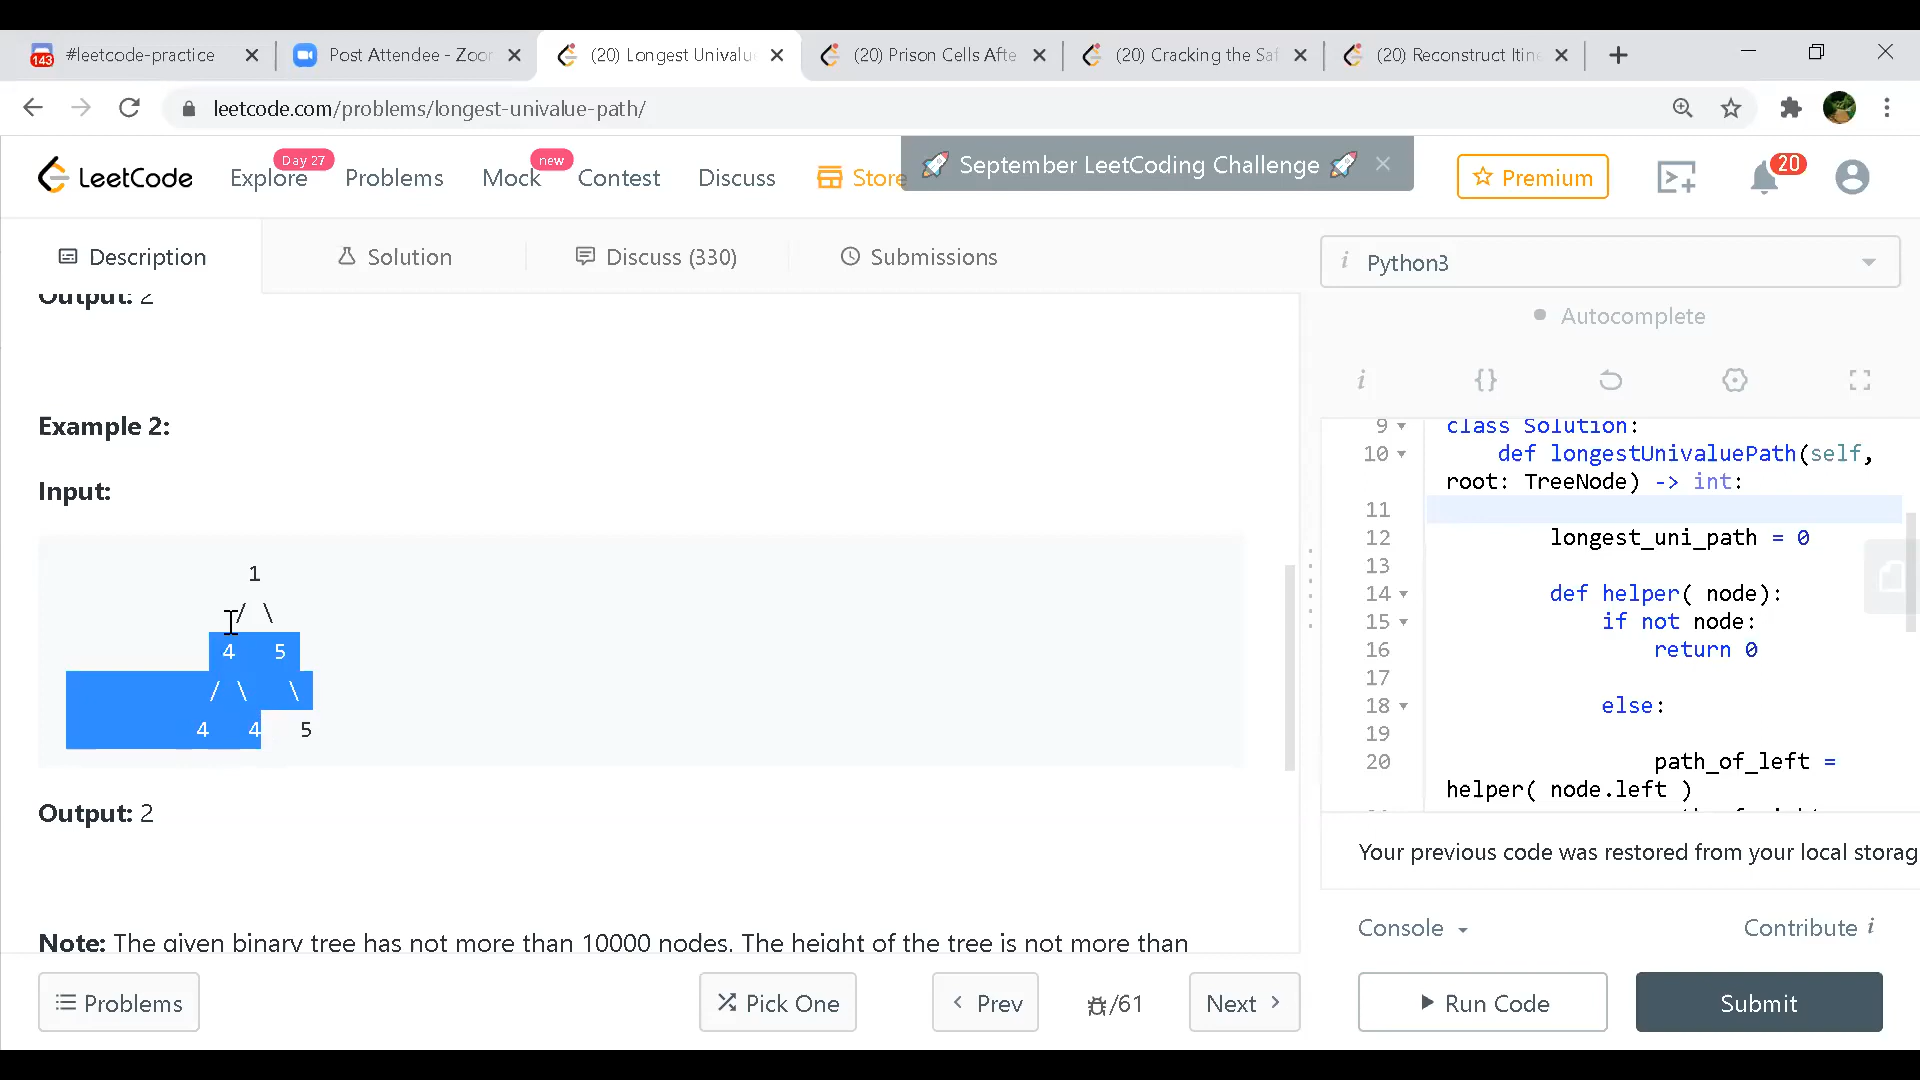 #leetcode-practice
143
Post Attendee - Zoor
(20) Longest Univalu
(20) Prison Cells Afte
(20) Cracking the Saf
(20) Reconstruct Itine
leetcode.com/problems/longest-univalue-path/
LeetCode
Explore
Day 27
Problems
Mock
new
Contest
Discuss
Store
🚀 September LeetCoding Challenge 🚀
Premium
20
Description
Solution
Discuss (330)
Submissions
i Python3
Autocomplete
Output: 2
Example 2:
Input:
1
/ \
4 5
/ \ \
4 4 5
Output: 2
Note: The given binary tree has not more than 10000 nodes. The height of the tree is not more than
i {}
9 class Solution:
10 def longestUnivaluePath(self,
root: TreeNode) -> int:
11
12 longest_uni_path = 0
13
14 def helper( node):
15 if not node:
16 return 0
17
18 else:
19
20 path_of_left =
helper( node.left )
Your previous code was restored from your local storag
Console
Contribute i
Problems
Pick One
< Prev
/61
Next >
Run Code
Submit